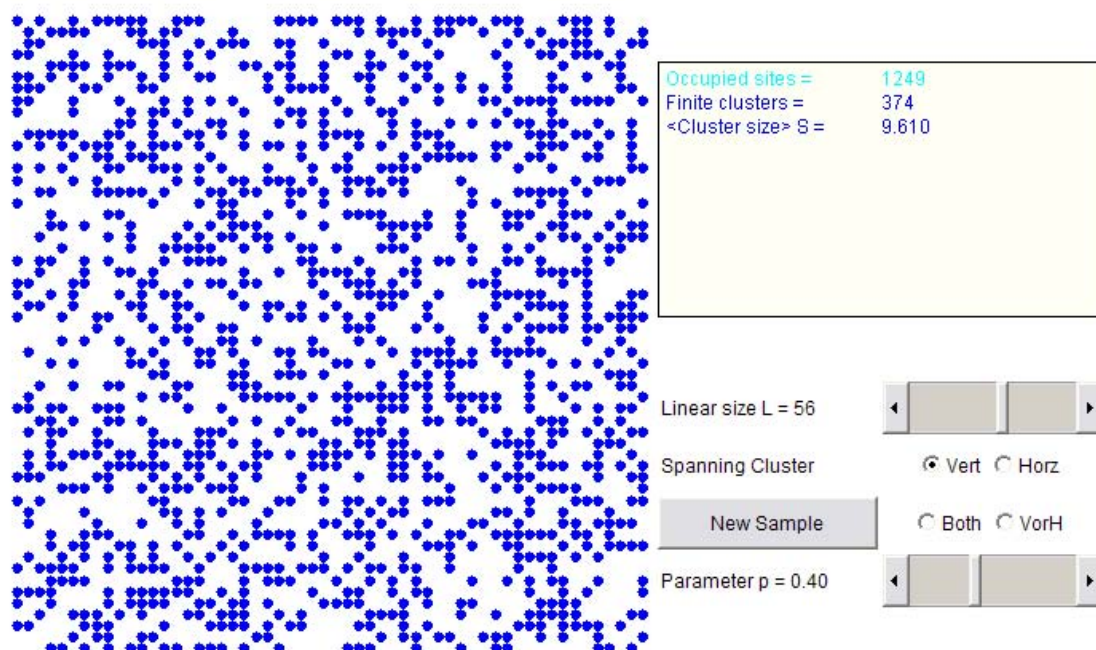 Occupied sites = 1249
Finite clusters = 374
<Cluster size> S = 9.610
Linear size L = 56
Spanning Cluster Vert Horz
New Sample Both VorH
Parameter p = 0.40